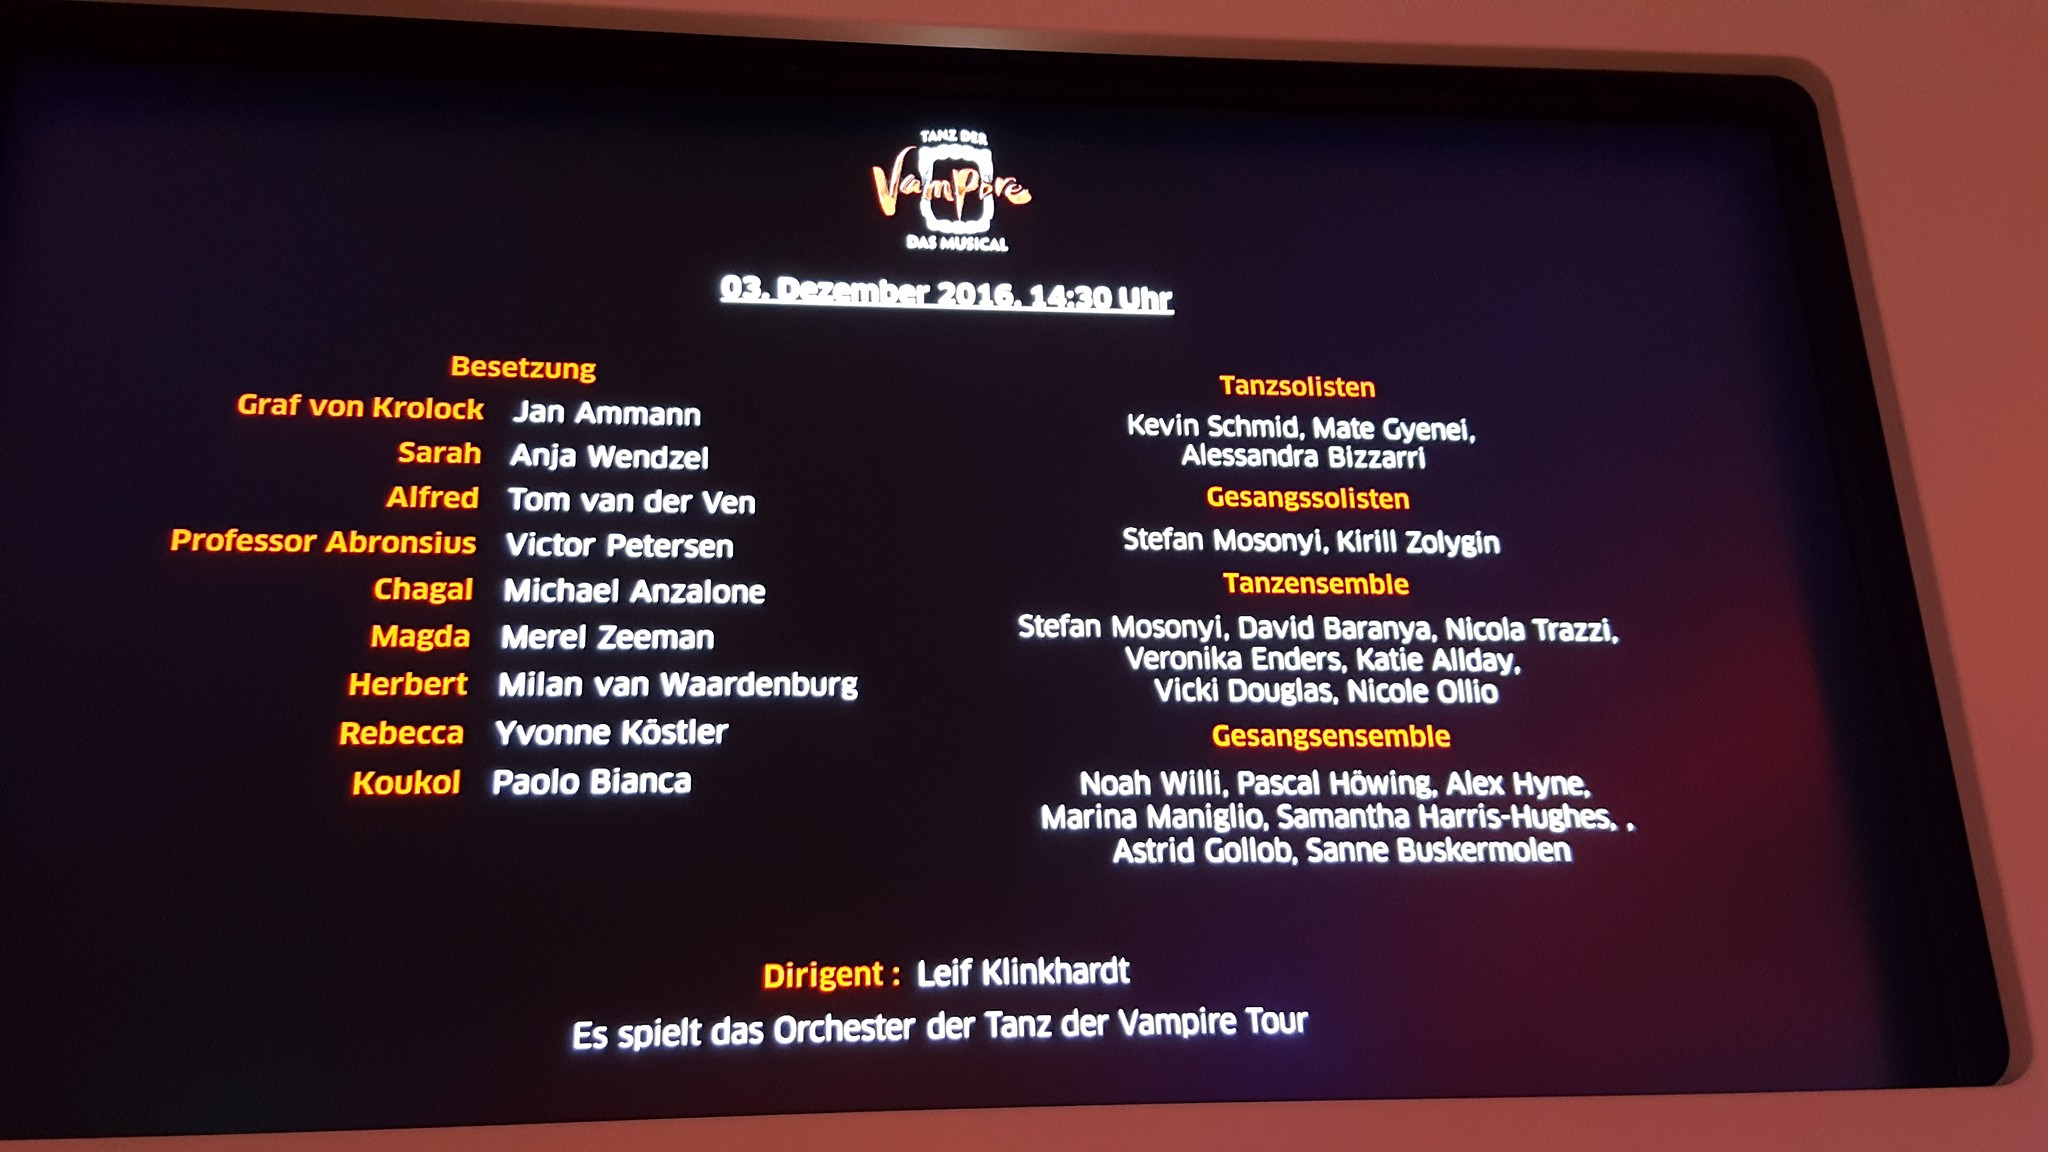 TANZ DER
Vampire
DAS MUSICAL
03. Dezember 2016, 14:30 Uhr
Besetzung
Graf von Krolock Jan Ammann
Sarah Anja Wendzel
Alfred Tom van der Ven
Professor Abronsius Victor Petersen
Chagal Michael Anzalone
Magda Merel Zeeman
Herbert Milan van Waardenburg
Rebecca Yvonne Köstler
Koukol Paolo Bianca
Tanzsolisten
Kevin Schmid, Mate Gyenei,
Alessandra Bizzarri
Gesangssolisten
Stefan Mosonyi, Kirill Zolygin
Tanzensemble
Stefan Mosonyi, David Baranya, Nicola Trazzi,
Veronika Enders, Katie Allday,
Vicki Douglas, Nicole Ollio
Gesangsensemble
Noah Willi, Pascal Höwing, Alex Hyne,
Marina Maniglio, Samantha Harris-Hughes, ,
Astrid Gollob, Sanne Buskermolen
Dirigent : Leif Klinkhardt
Es spielt das Orchester der Tanz der Vampire Tour